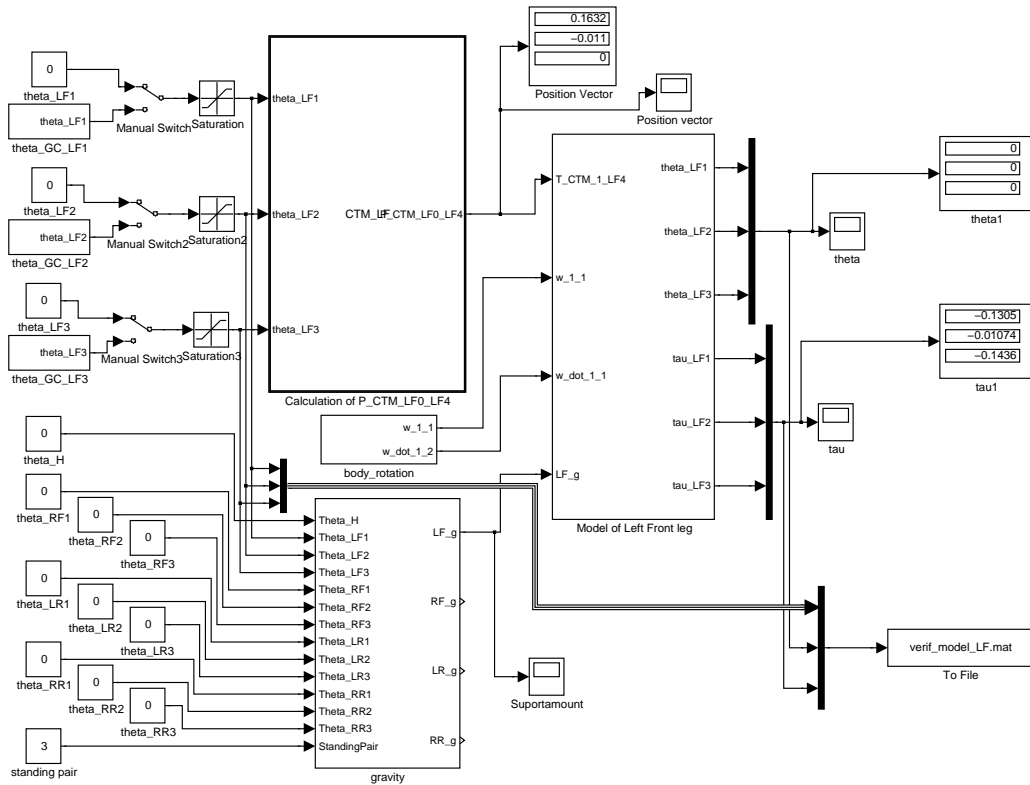 0.1632
−0.011
0
Position Vector
Position vector
0
theta_LF1
theta_LF1
theta_GC_LF1
Manual Switch
Saturation
0
theta_LF2
theta_LF2
theta_GC_LF2
Manual Switch2
Saturation2
0
theta_LF3
theta_LF3
theta_GC_LF3
Manual Switch3
Saturation3
theta_LF1
theta_LF2
theta_LF3
CTM_LF
P_CTM_LF0_LF4
Calculation of P_CTM_LF0_LF4
T_CTM_1_LF4
w_1_1
w_dot_1_1
LF_g
theta_LF1
theta_LF2
theta_LF3
tau_LF1
tau_LF2
tau_LF3
Model of Left Front leg
0
0
0
theta1
theta
−0.1305
−0.01074
−0.1436
tau1
tau
w_1_1
w_dot_1_2
body_rotation
0
theta_H
0
theta_RF1
0
theta_RF2
0
theta_RF3
0
theta_LR1
0
theta_LR2
0
theta_LR3
0
theta_RR1
0
theta_RR2
0
theta_RR3
3
standing pair
Theta_H
Theta_LF1
Theta_LF2
Theta_LF3
Theta_RF1
Theta_RF2
Theta_RF3
Theta_LR1
Theta_LR2
Theta_LR3
Theta_RR1
Theta_RR2
Theta_RR3
StandingPair
LF_g
RF_g
LR_g
RR_g
gravity
Suportamount
verif_model_LF.mat
To File